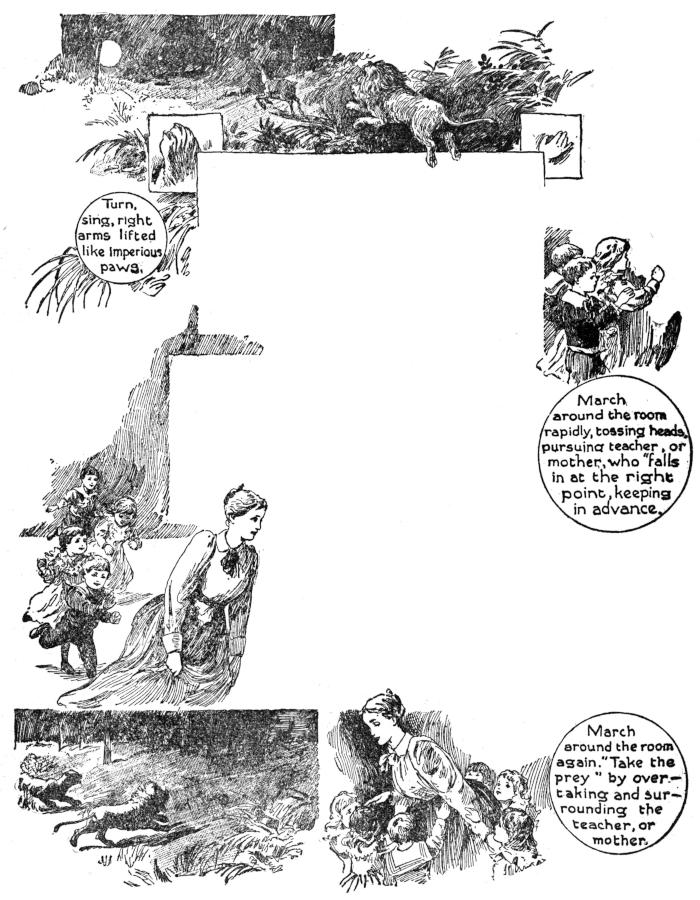 Turn,
sing, right
arms lifted
like imperious
paws.
March
around the room
rapidly, tossing heads,
pursuing teacher, or
mother, who "falls
in at the right
point, keeping
in advance.
March
around the room
again. "Take the
prey" by over-
taking and sur-
rounding the
teacher, or
mother.